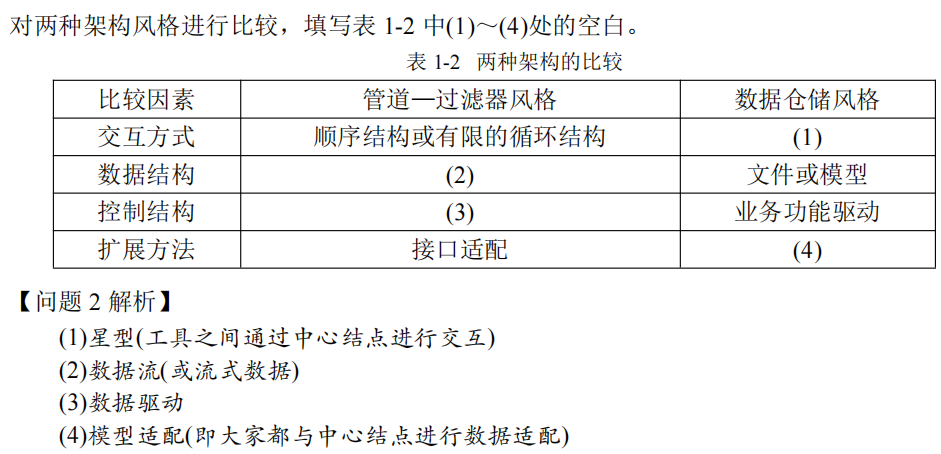 对两种架构风格进行比较，填写表 1-2 中(1)～(4)处的空白。
表 1-2 两种架构的比较
比较因素 管道—过滤器风格 数据仓储风格
交互方式 顺序结构或有限的循环结构 (1)
数据结构 (2) 文件或模型
控制结构 (3) 业务功能驱动
扩展方法 接口适配 (4)
【问题 2 解析】
(1)星型(工具之间通过中心结点进行交互)
(2)数据流(或流式数据)
(3)数据驱动
(4)模型适配(即大家都与中心结点进行数据适配)